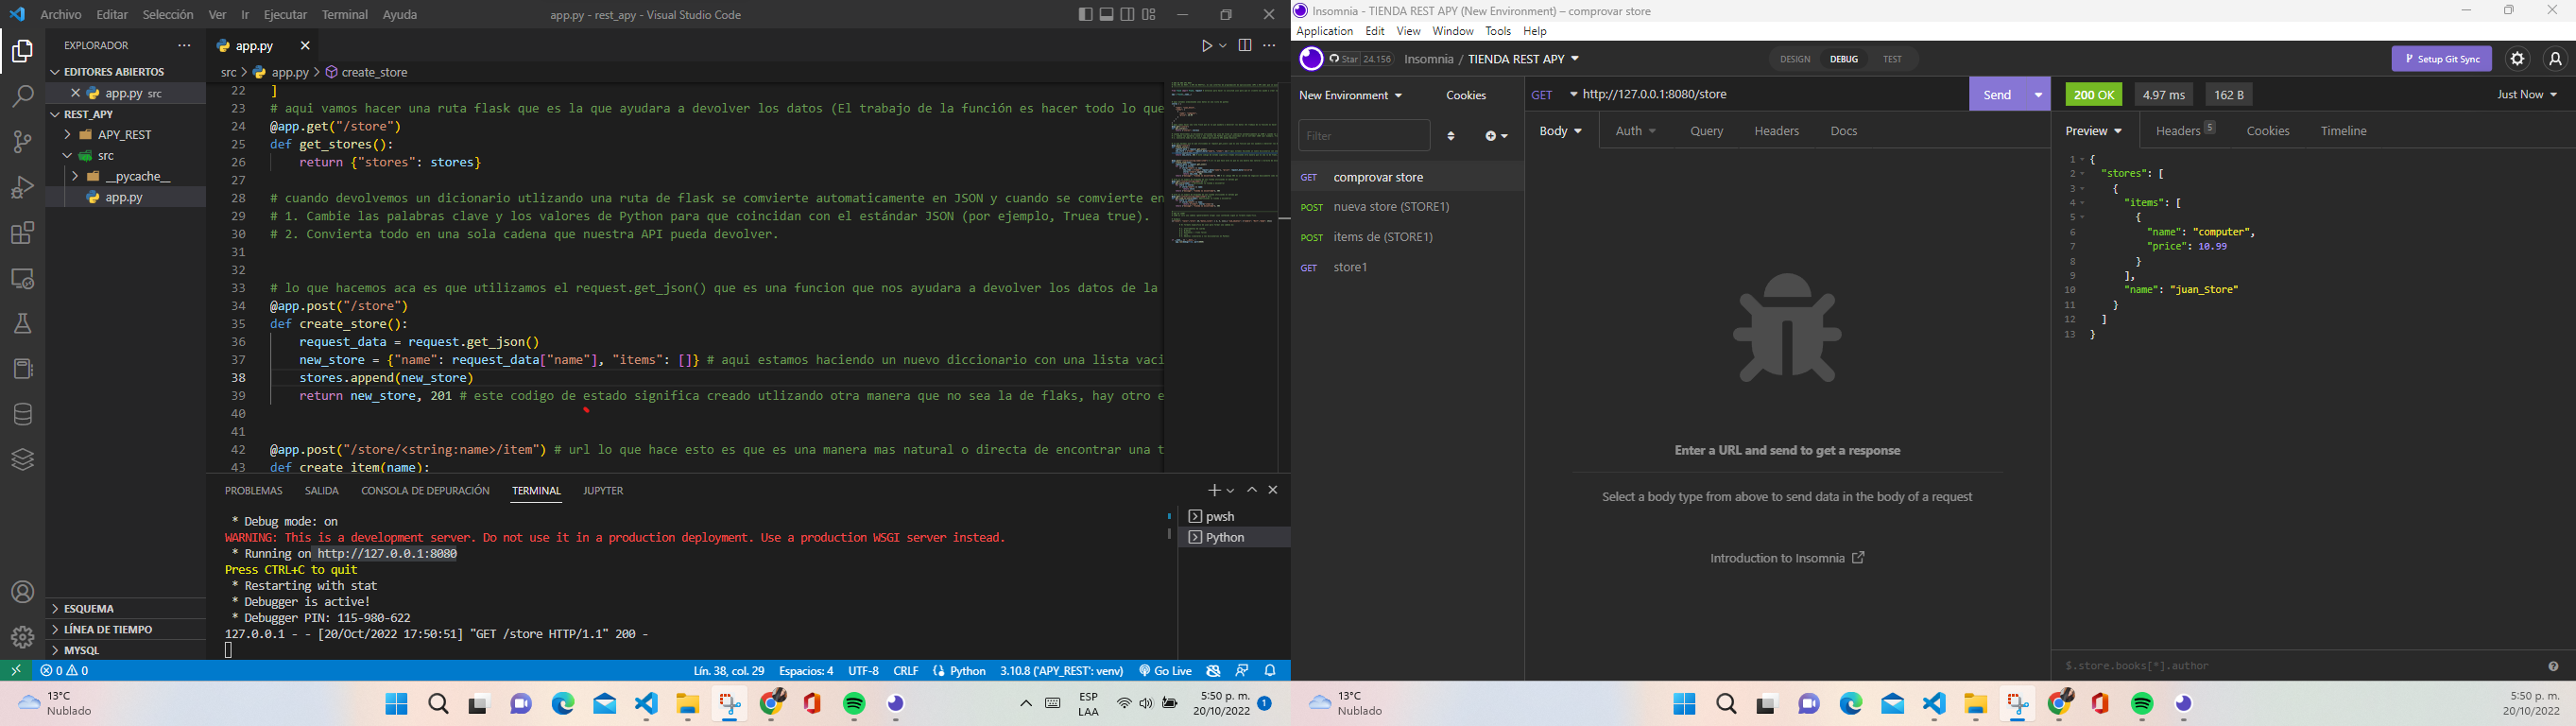 Archivo Editar Selección Ver Ir Ejecutar Terminal Ayuda
app.py - rest_apy - Visual Studio Code
EXPLORADOR
EDITORES ABIERTOS
app.py src
REST_APY
APY_REST
src
__pycache__
app.py
ESQUEMA
LÍNEA DE TIEMPO
MYSQL
app.py
src > app.py > create_store
22 ]
23 # aqui vamos hacer una ruta flask que es la que ayudara a devolver los datos (El trabajo de la función es hacer todo lo que
24 @app.get("/store")
25 def get_stores():
26 return {"stores": stores}
27
28 # cuando devolvemos un dicionario utlizando una ruta de flask se comvierte automaticamente en JSON y cuando se comvierte en
29 # 1. Cambie las palabras clave y los valores de Python para que coincidan con el estándar JSON (por ejemplo, Truea true).
30 # 2. Convierta todo en una sola cadena que nuestra API pueda devolver.
31
32
33 # lo que hacemos aca es que utilizamos el request.get_json() que es una funcion que nos ayudara a devolver los datos de la
34 @app.post("/store")
35 def create_store():
36 request_data = request.get_json()
37 new_store = {"name": request_data["name"], "items": []} # aqui estamos haciendo un nuevo diccionario con una lista vaci
38 stores.append(new_store)
39 return new_store, 201 # este codigo de estado significa creado utlizando otra manera que no sea la de flaks, hay otro e
40
41
42 @app.post("/store/<string:name>/item") # url lo que hace esto es que es una manera mas natural o directa de encontrar una t
43 def create_item(name):
PROBLEMAS SALIDA CONSOLA DE DEPURACIÓN TERMINAL JUPYTER
* Debug mode: on
WARNING: This is a development server. Do not use it in a production deployment. Use a production WSGI server instead.
* Running on http://127.0.0.1:8080
Press CTRL+C to quit
* Restarting with stat
* Debugger is active!
* Debugger PIN: 115-980-622
127.0.0.1 - - [20/Oct/2022 17:50:51] "GET /store HTTP/1.1" 200 -
pwsh
Python
0 0
Lín. 38, col. 29 Espacios: 4 UTF-8 CRLF Python 3.10.8 ('APY_REST': venv) Go Live
13°C
Nublado
ESP
LAA
5:50 p. m.
20/10/2022
1
Insomnia - TIENDA REST APY (New Environment) – comprovar store
Application Edit View Window Tools Help
Star 24.156
Insomnia / TIENDA REST APY
DESIGN DEBUG TEST
Setup Git Sync
New Environment Cookies
Filter
GET comprovar store
POST nueva store (STORE1)
POST items de (STORE1)
GET store1
GET http://127.0.0.1:8080/store Send
Body Auth Query Headers Docs
Enter a URL and send to get a response
Select a body type from above to send data in the body of a request
Introduction to Insomnia
200 OK 4.97 ms 162 B Just Now
Preview Headers 5 Cookies Timeline
1 {
2 "stores": [
3 {
4 "items": [
5 {
6 "name": "computer",
7 "price": 10.99
8 }
9 ],
10 "name": "juan_Store"
11 }
12 ]
13 }
$.store.books[*].author
13°C
Nublado
5:50 p. m.
20/10/2022